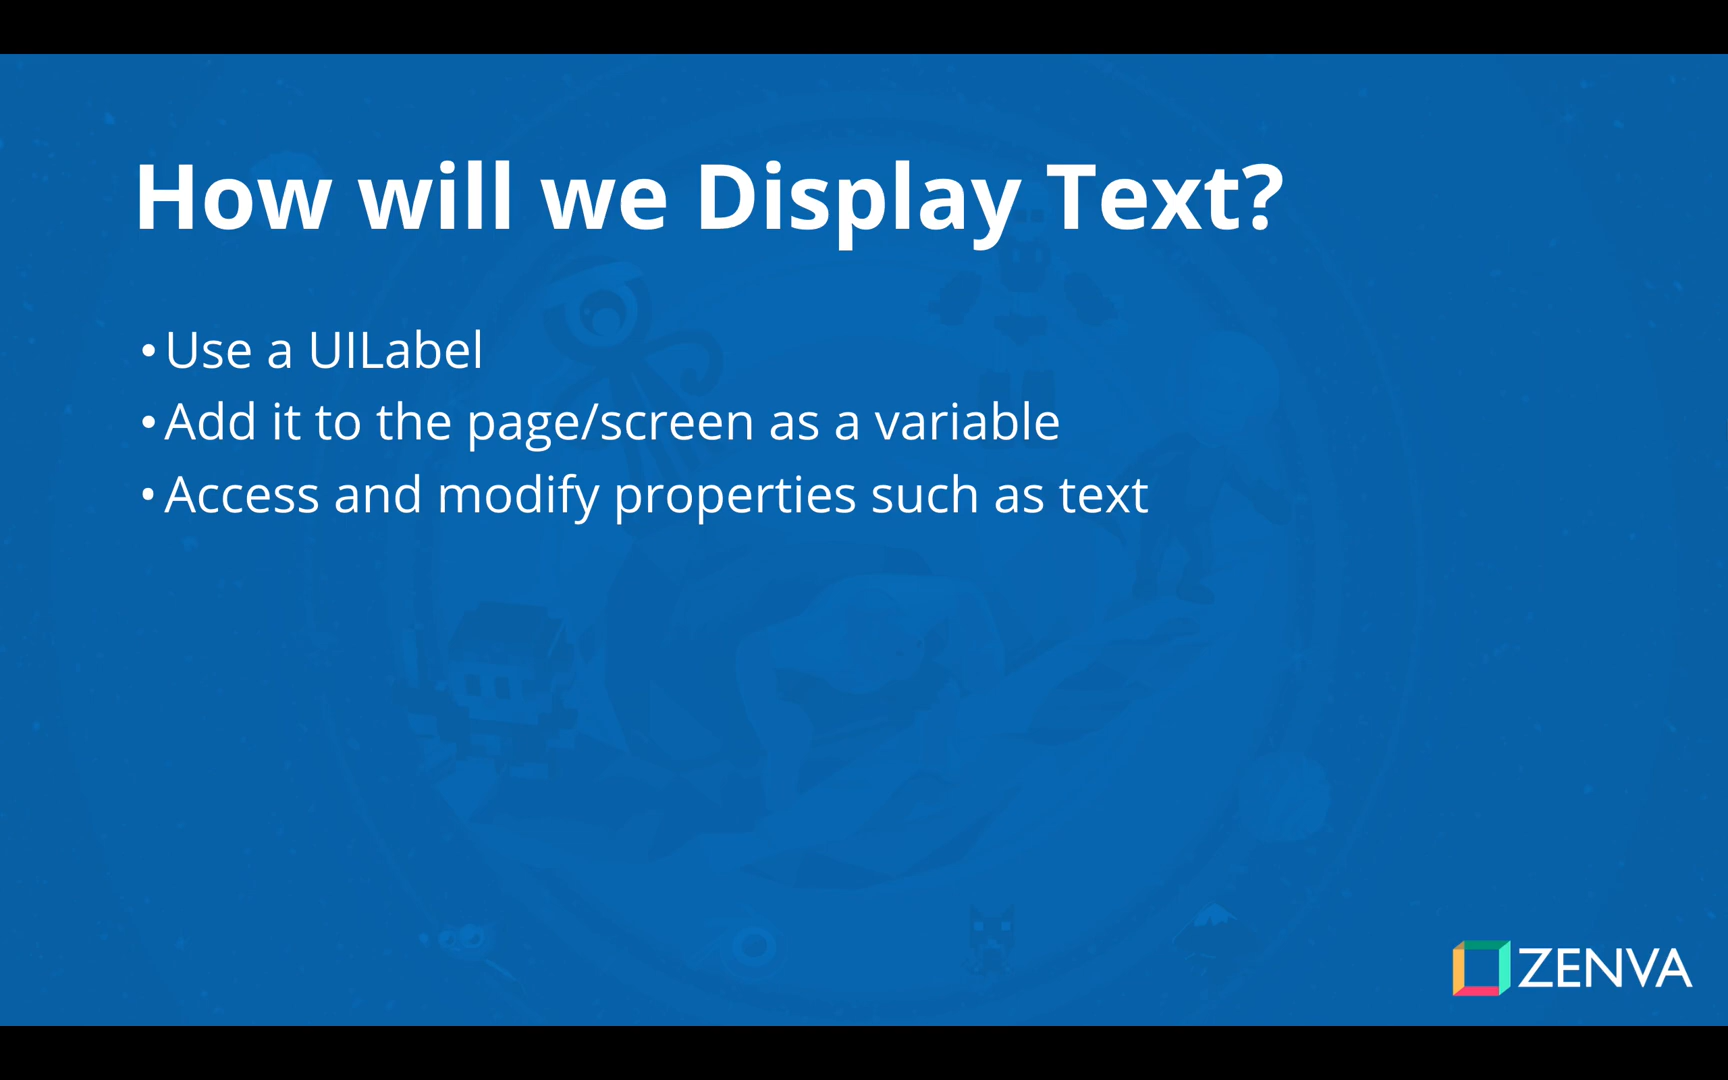 How will we Display Text?
• Use a UILabel
• Add it to the page/screen as a variable
• Access and modify properties such as text
ZENVA